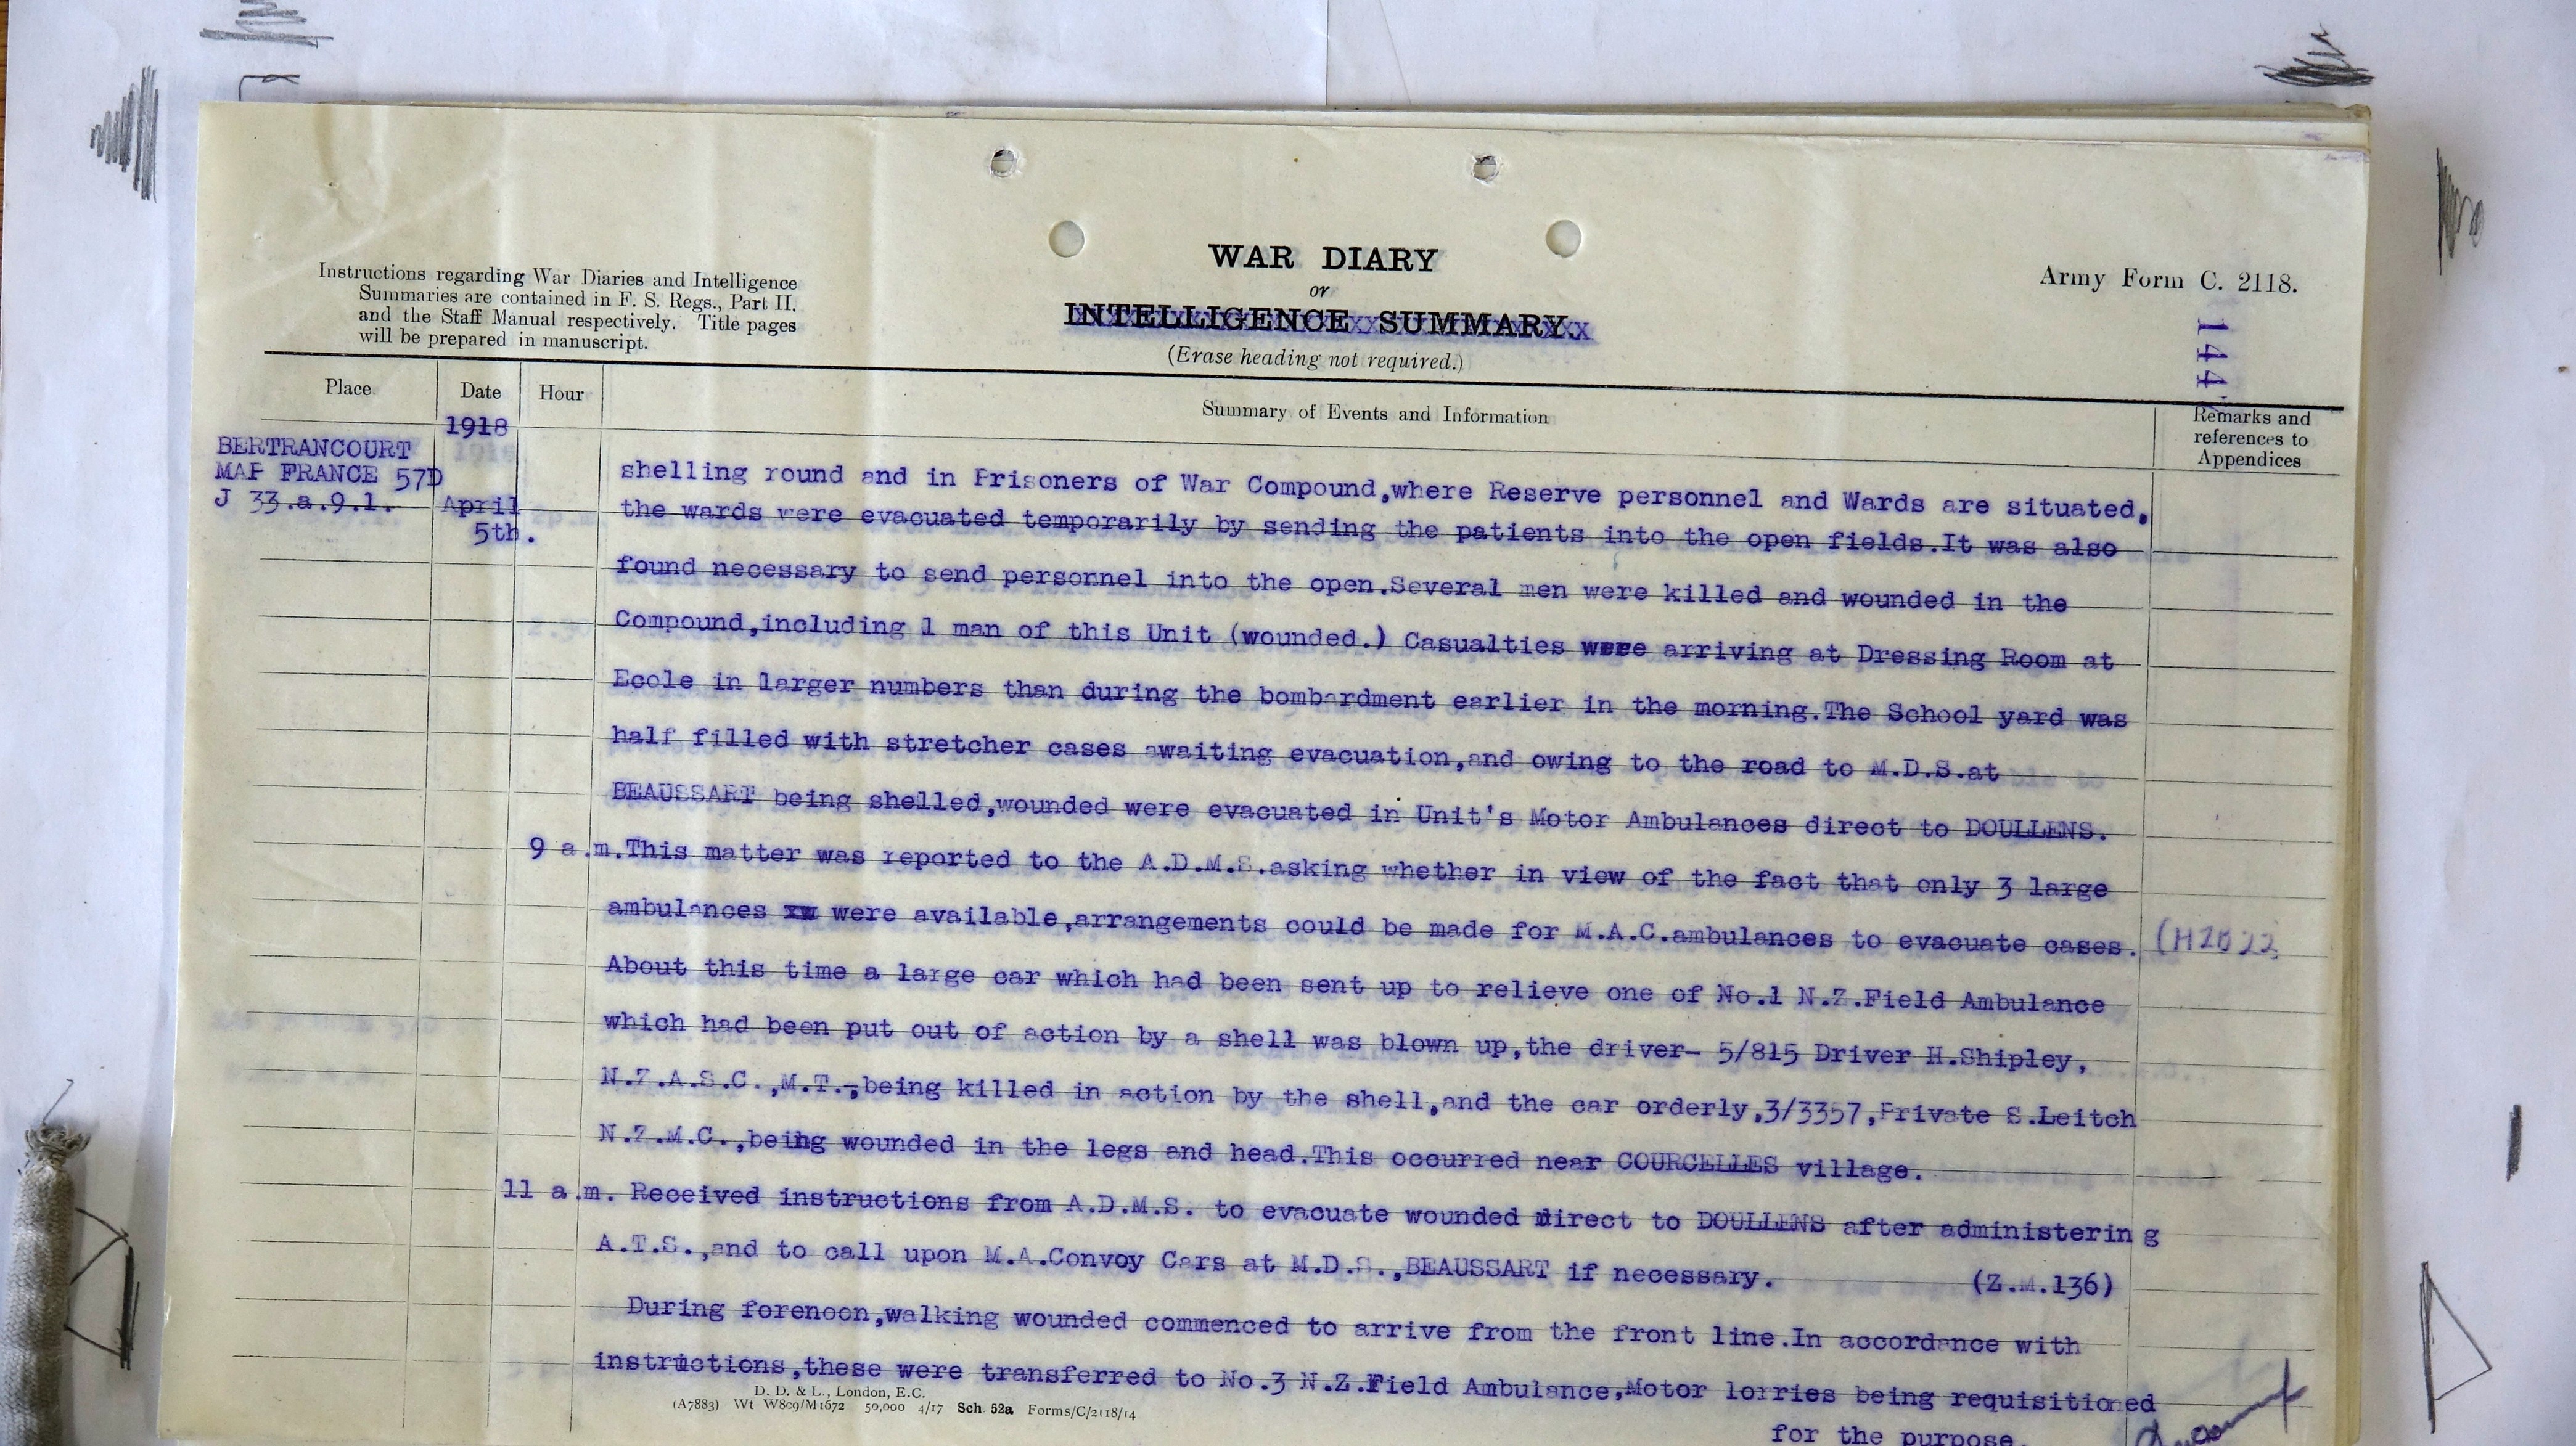 Instructions regarding War Diaries and Intelligence
Summaries are contained in F. S. Regs., Part II.
and the Staff Manual respectively. Title pages
will be prepared in manuscript.
WAR DIARY
or
INTELLIGENCE SUMMARY.
(Erase heading not required.)
Army Form C. 2118.
144
Place
Date
Hour
Summary of Events and Information
Remarks and
references to
Appendices
1918
BERTRANCOURT
MAP FRANCE 57D
J 33.a.9.1.
April
5th.
shelling round and in Prisoners of War Compound,where Reserve personnel and Wards are situated,
the wards were evacuated temporarily by sending the patients into the open fields.It was also
found necessary to send personnel into the open.Several men were killed and wounded in the
Compound,including 1 man of this Unit (wounded.) Casualties were arriving at Dressing Room at
Ecole in larger numbers than during the bombardment earlier in the morning.The School yard was
half filled with stretcher cases awaiting evacuation,and owing to the road to M.D.S.at
BEAUSSART being shelled,wounded were evacuated in Unit's Motor Ambulances direct to DOULLENS.
9 a.m.This matter was reported to the A.D.M.S.asking whether in view of the fact that only 3 large
ambulances xw were available,arrangements could be made for M.A.C.ambulances to evacuate cases.
About this time a large car which had been sent up to relieve one of No.1 N.Z.Field Ambulance
which had been put out of action by a shell was blown up,the driver- 5/815 Driver H.Shipley,
N.Z.A.S.C.,M.T.-,being killed in action by the shell,and the car orderly,3/3357,Private S.Leitch
N.Z.M.C.,being wounded in the legs and head.This occurred near COURCELLES village.
11 a.m. Received instructions from A.D.M.S. to evacuate wounded direct to DOULLENS after administering
A.T.S.,and to call upon M.A.Convoy Cars at M.D.S.,BEAUSSART if necessary. (Z.M.136)
During forenoon,walking wounded commenced to arrive from the front line.In accordance with
instructions,these were transferred to No.3 N.Z.Field Ambulance,Motor lorries being requisitioned
for the purpose.
D. D. & L., London, E.C.
(A7883) Wt W809/M1672 50,000 4/17 Sch. 52a Forms/C/2118/14